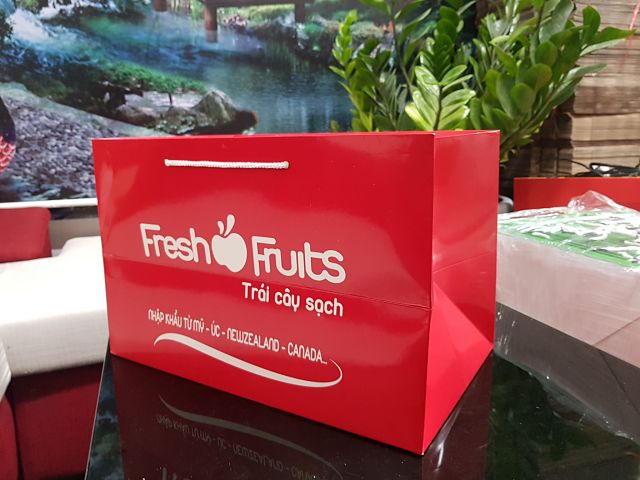 Fresh Fruits
Trái cây sạch
NHẬP KHẨU TỪ MỸ - ÚC - NEWZEALAND - CANADA...